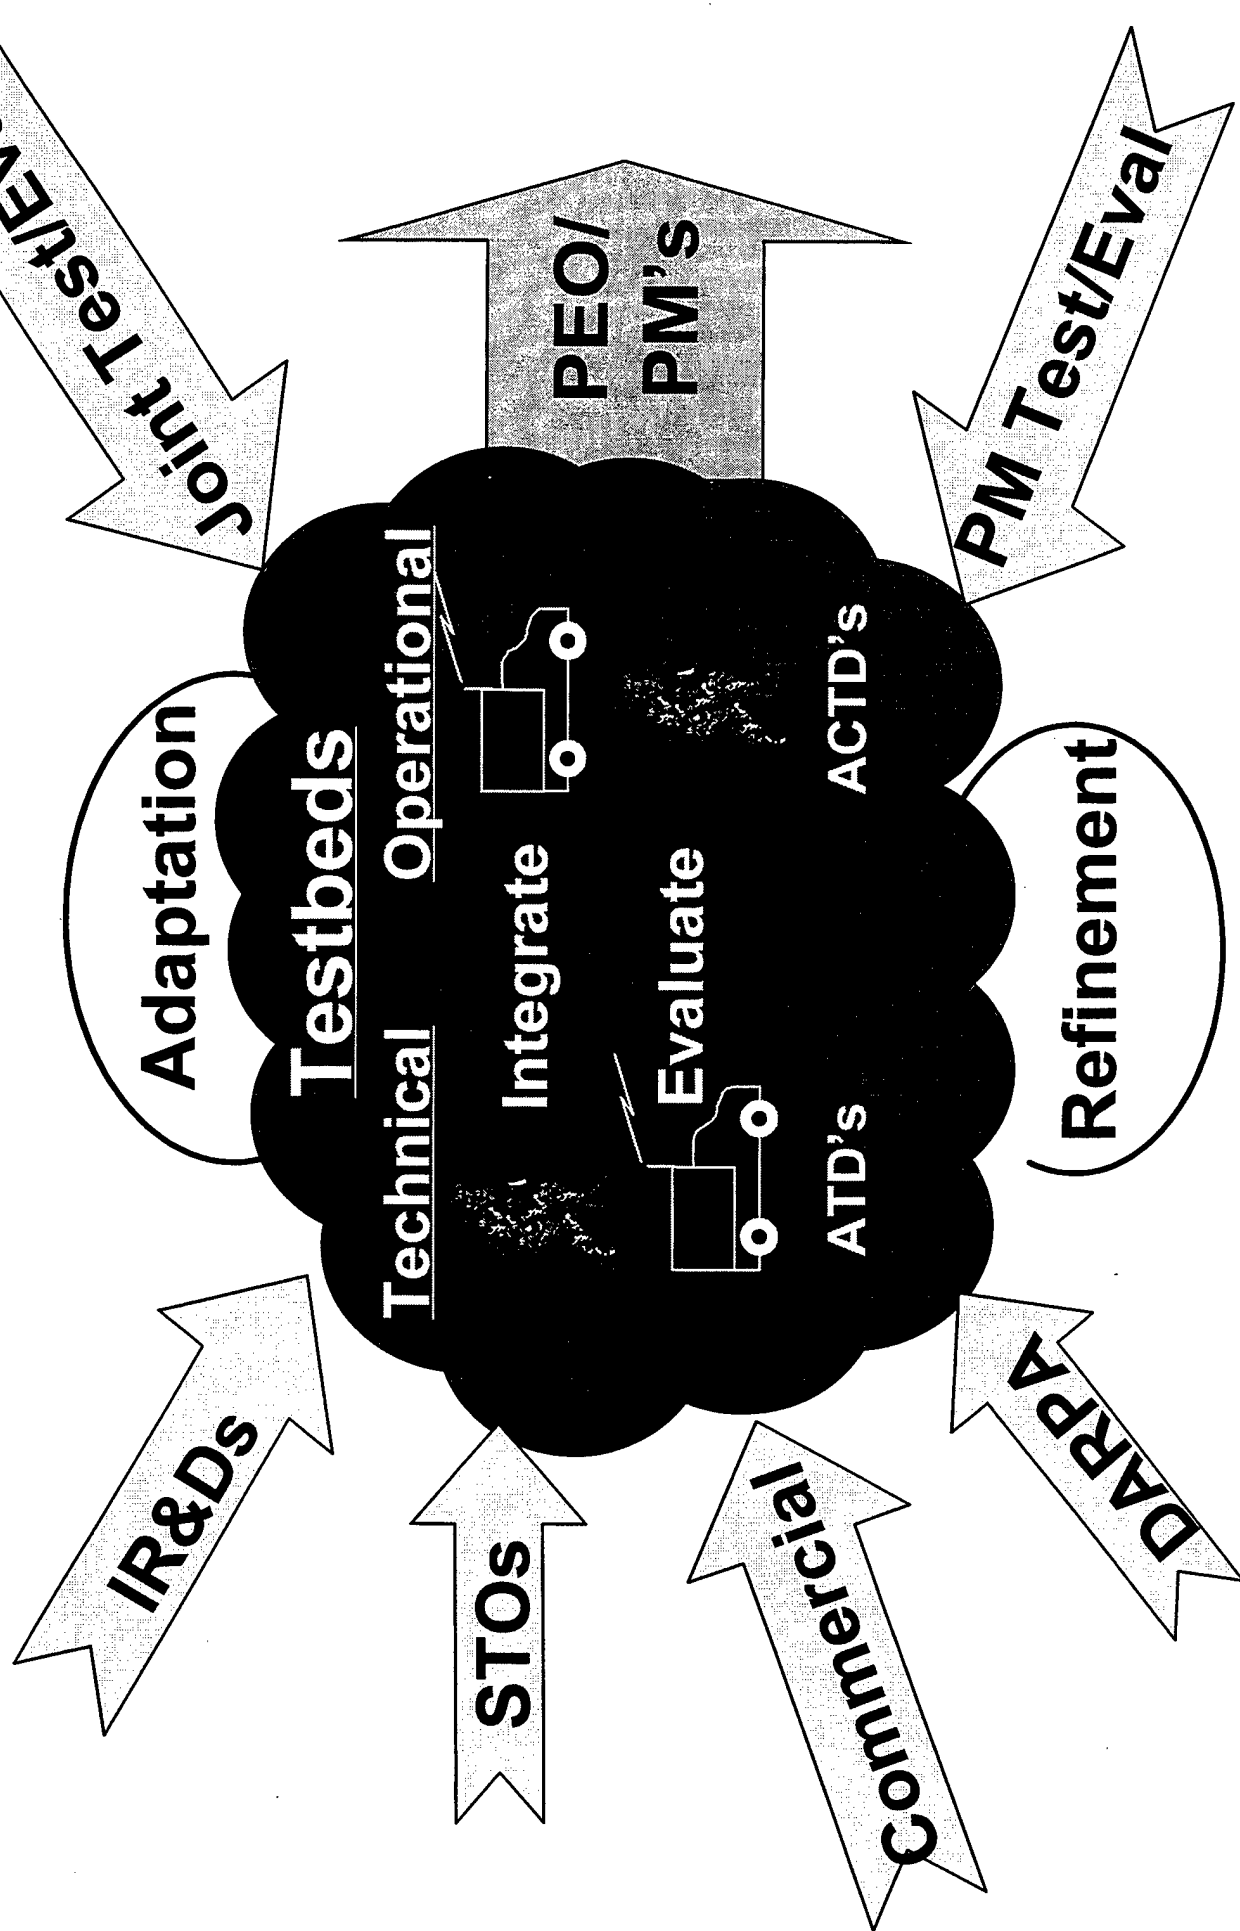 Adaptation
Joint Test/Ev
IR&Ds
Testbeds
Technical
Operational
STOs
Integrate
PEO/
PM's
Evaluate
ATD's
ACTD's
Commercial
PM Test/Eval
DARPA
Refinement